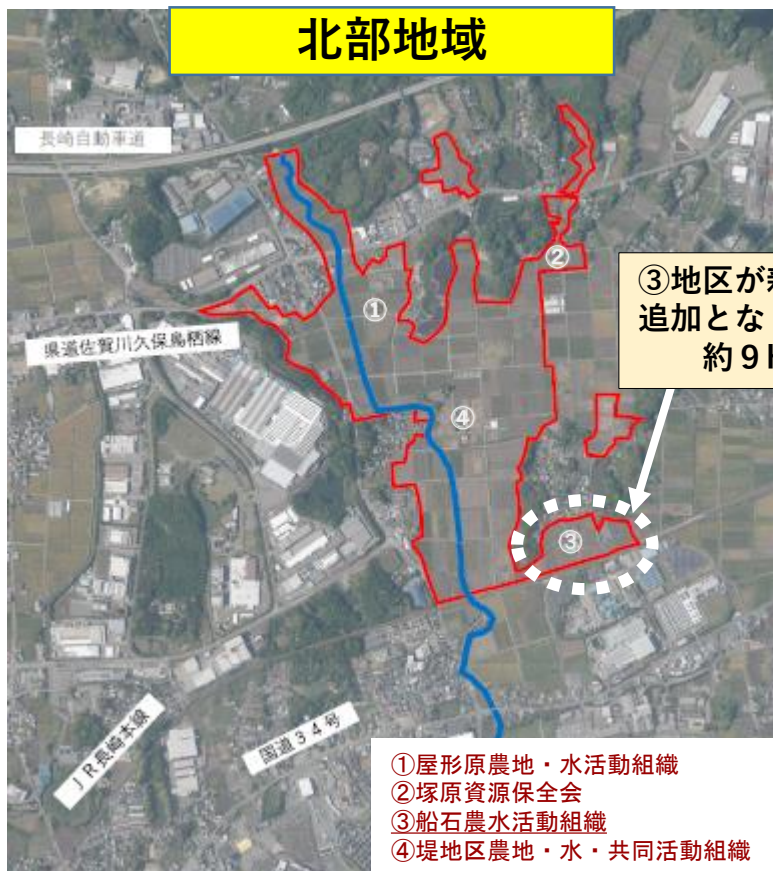 北部地域
長崎自動車道
②
③地区が新
追加とな
約９h
①
県道佐賀川久保鳥栖線
④
③
ＪＲ長崎本線
国道３４号
①屋形原農地・水活動組織
②塚原資源保全会
③船石農水活動組織
④堤地区農地・水・共同活動組織